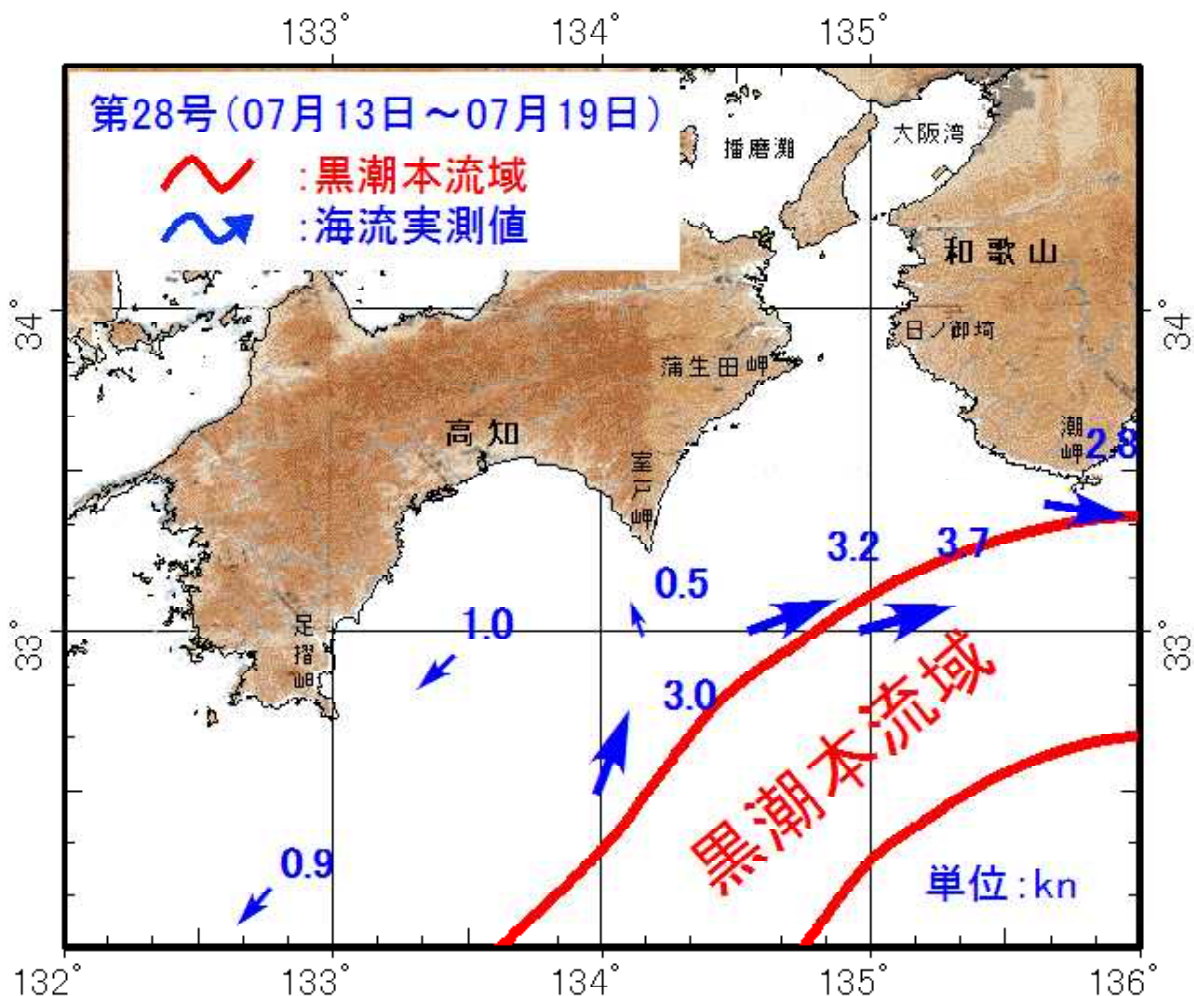 133°
134°
135°
第28号(07月13日～07月19日)
:黒潮本流域
:海流実測値
播磨灘
大阪湾
和歌山
34°
34°
日ノ御埼
蒲生田岬
高知
潮岬
2.8
室戸岬
3.2
3.7
0.5
1.0
33°
33°
足摺岬
3.0
黒潮本流域
0.9
単位:kn
132°
133°
134°
135°
136°